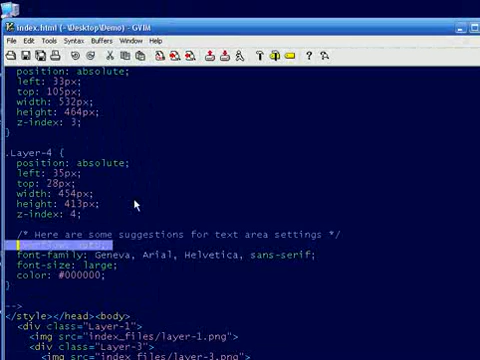 index.html (~\Desktop\Demo) - GVIM
File Edit Tools Syntax Buffers Window Help
position: absolute;
left: 33px;
top: 105px;
width: 532px;
height: 464px;
z-index: 3;
}
.Layer-4 {
position: absolute;
left: 35px;
top: 28px;
width: 454px;
height: 413px;
z-index: 4;
/* Here are some suggestions for text area settings */
overflow: auto;
font-family: Geneva, Arial, Helvetica, sans-serif;
font-size: large;
color: #000000;
}
-->
</style></head><body>
<div class="Layer-1">
<img src="index_files/layer-1.png">
<div class="Layer-3">
<img src="index_files/layer-3.png">